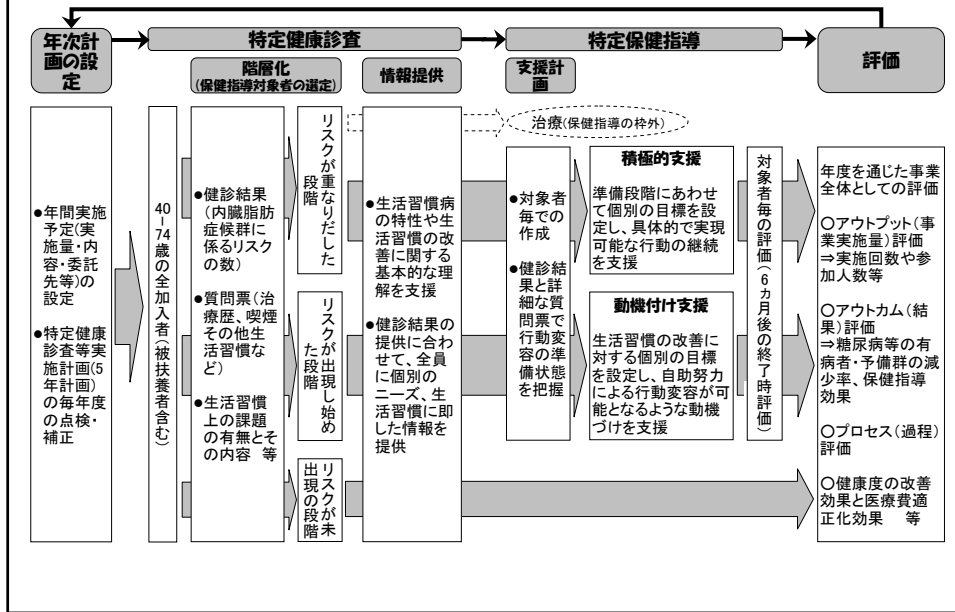 年次計
画の設
定
特定健康診査
特定保健指導
評価
階層化
(保健指導対象者の選定)
情報提供
支援計
画
●年間実施
予定(実
施量・内
容・委託
先等)の
設定
●特定健康
診査等実
施計画(5
年計画)
の毎年度
の点検・
補正
40－74歳の全加入者(被扶養者含む)
●健診結果
(内臓脂肪
症候群に
係るリスク
の数)
●質問票(治
療歴、喫煙
その他生
活習慣な
ど)
●生活習慣
上の課題
の有無とそ
の内容　等
リスクが重なりだした
段階
リスクが出現し始め
た段階
リスクが未
出現の段階
●生活習慣
病の
特性や生
活習慣の改
善に関する
基本的な理
解を支援
●健診結果の
提供に合わ
せて、全員
に個別の
ニーズ、生
活習慣に即
した情報を
提供
治療(保健指導の枠外)
●対象者
毎での
作成
●健診結
果と詳
細な質
問票で
行動変
容の準
備状態
を把握
積極的支援
準備段階にあわせ
て個別の目標を設
定し、具体的で実現
可能な行動の継続
を支援
動機付け支援
生活習慣の改善に
対する個別の目標
を設定し、自助努力
による行動変容が可
能となるような動機
づけを支援
対象者毎の評価(6ヵ月後の終了時評価)
年度を通じた事業
全体としての評価
○アウトプット(事
業実施量)評価
⇒実施回数や参
加人数等
○アウトカム(結
果)評価
⇒糖尿病等の有
病者・予備群の減
少率、保健指導
効果
○プロセス(過程)
評価
○健康度の改善
効果と医療費適
正化効果　等